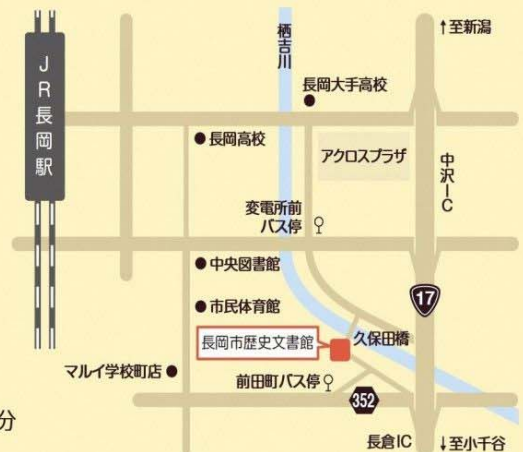 ↑至新潟
栖吉川
JR長岡駅
長岡大手高校
長岡高校
アクロスプラザ
中沢IC
変電所前
バス停
中央図書館
17
市民体育館
長岡市歴史文書館
久保田橋
マルイ学校町店
前田町バス停
352
分
長倉IC
↓至小千谷